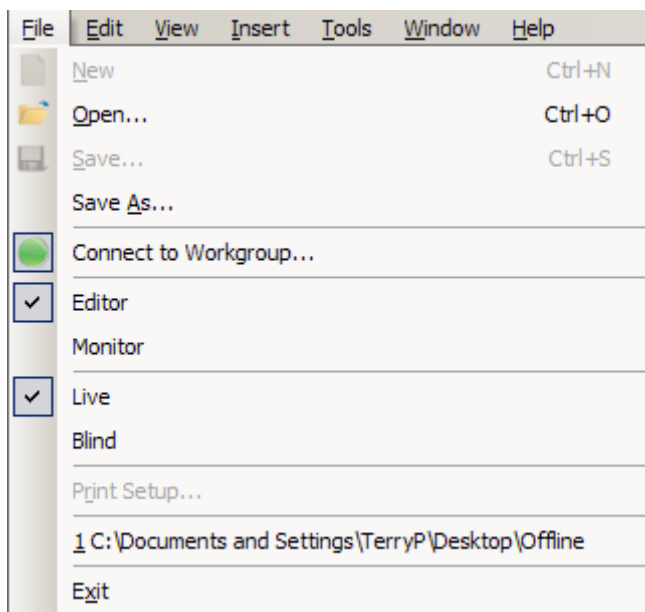 File Edit View Insert Tools Window Help
New Ctrl+N
Open... Ctrl+O
Save... Ctrl+S
Save As...
Connect to Workgroup...
Editor
Monitor
Live
Blind
Print Setup...
1 C:\Documents and Settings\TerryP\Desktop\Offline
Exit